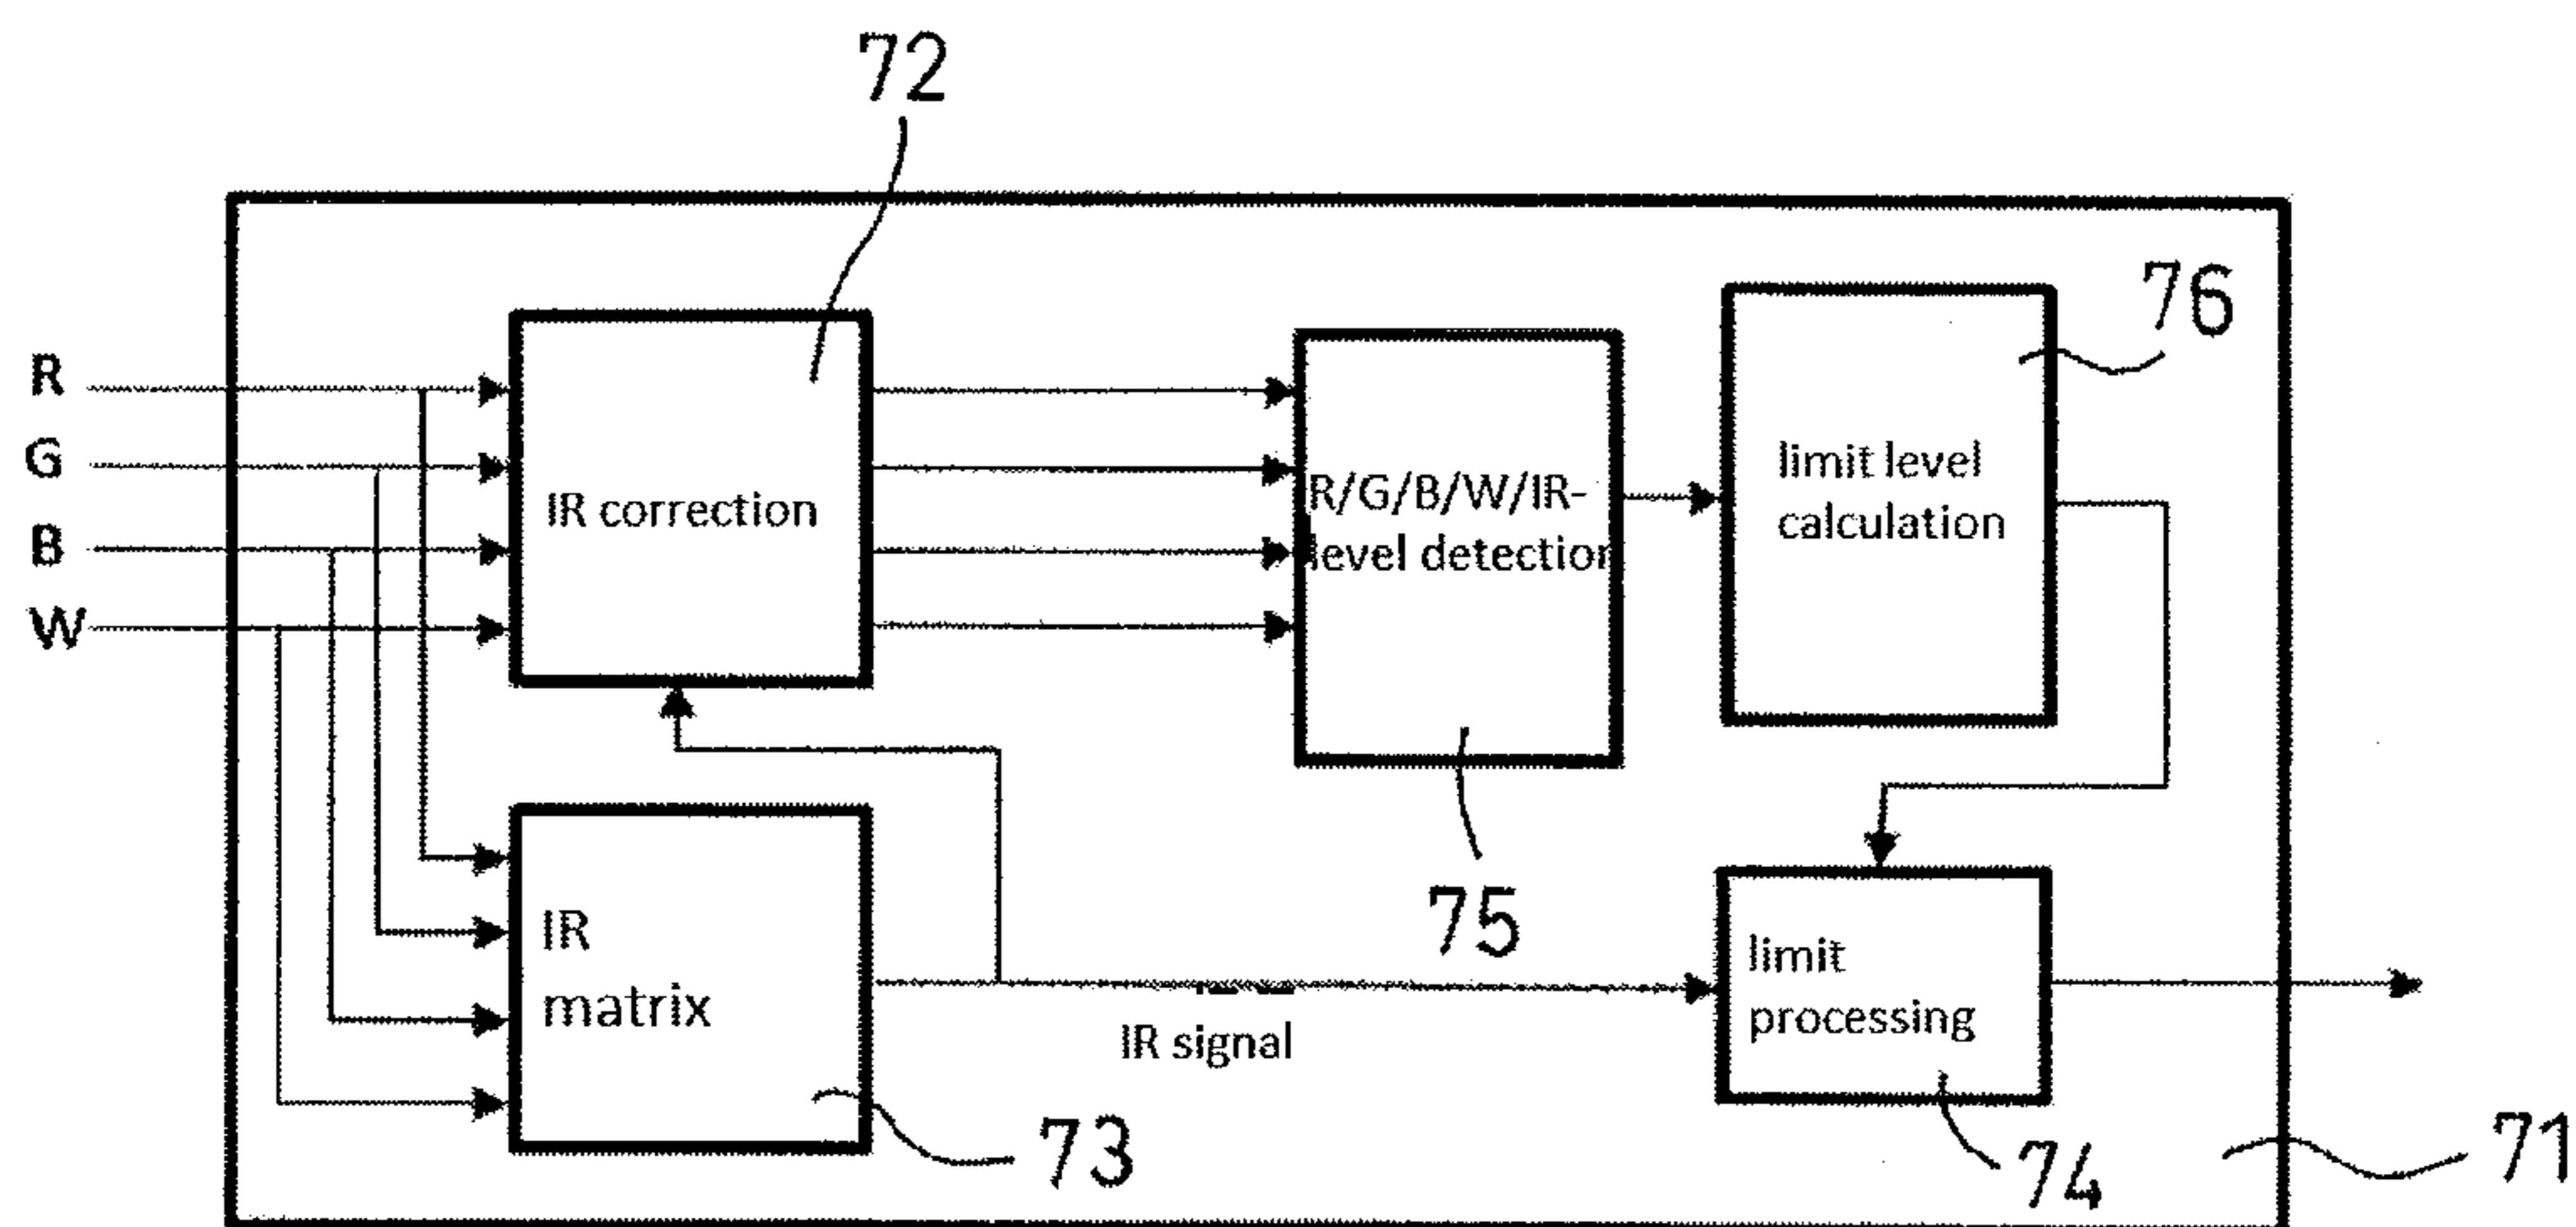 72
76
R
G
B
W
IR correction
R/G/B/W/IR-
level detection
limit level
calculation
IR
matrix
75
IR signal
limit
processing
73
74
71